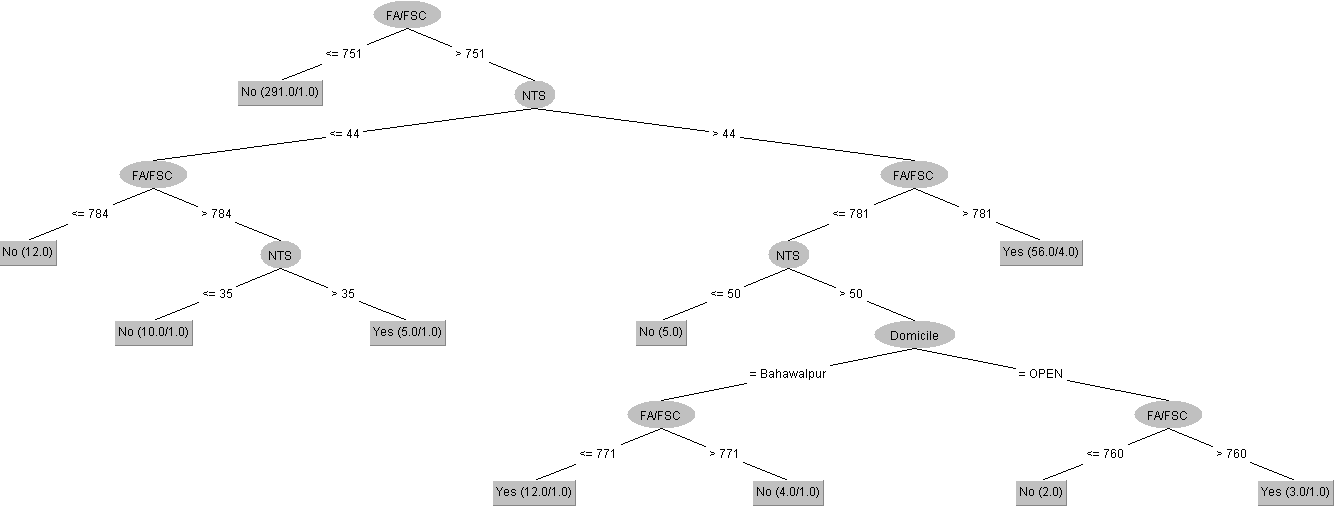 FA/FSC
<= 751
> 751
No (291.0/1.0)
NTS
<= 44
> 44
FA/FSC
FA/FSC
<= 784
> 784
<= 781
> 781
No (12.0)
NTS
NTS
Yes (56.0/4.0)
<= 35
> 35
<= 50
> 50
No (10.0/1.0)
Yes (5.0/1.0)
No (5.0)
Domicile
= Bahawalpur
= OPEN
FA/FSC
FA/FSC
<= 771
> 771
<= 760
> 760
Yes (12.0/1.0)
No (4.0/1.0)
No (2.0)
Yes (3.0/1.0)